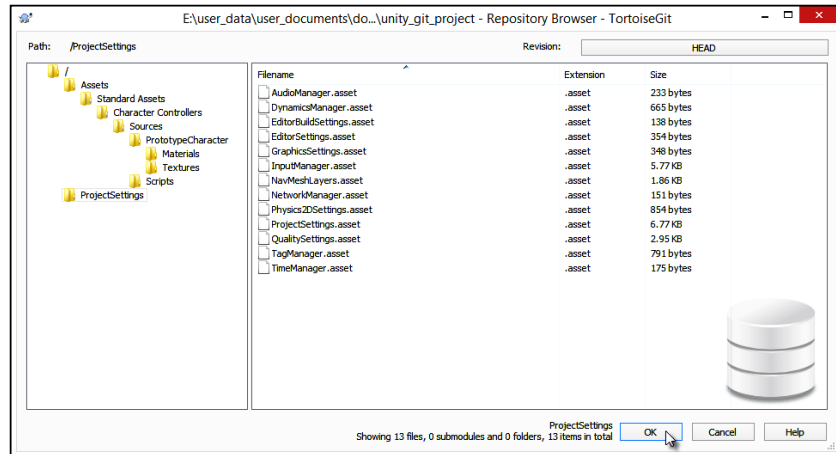 E:\user_data\user_documents\do...\unity_git_project - Repository Browser - TortoiseGit
Path: /ProjectSettings Revision: HEAD
/
Assets
Standard Assets
Character Controllers
Sources
PrototypeCharacter
Materials
Textures
Scripts
ProjectSettings
Filename Extension Size
AudioManager.asset .asset 233 bytes
DynamicsManager.asset .asset 665 bytes
EditorBuildSettings.asset .asset 138 bytes
EditorSettings.asset .asset 354 bytes
GraphicsSettings.asset .asset 348 bytes
InputManager.asset .asset 5.77 KB
NavMeshLayers.asset .asset 1.86 KB
NetworkManager.asset .asset 151 bytes
Physics2DSettings.asset .asset 854 bytes
ProjectSettings.asset .asset 6.77 KB
QualitySettings.asset .asset 2.95 KB
TagManager.asset .asset 791 bytes
TimeManager.asset .asset 175 bytes
ProjectSettings
Showing 13 files, 0 submodules and 0 folders, 13 items in total
OK Cancel Help